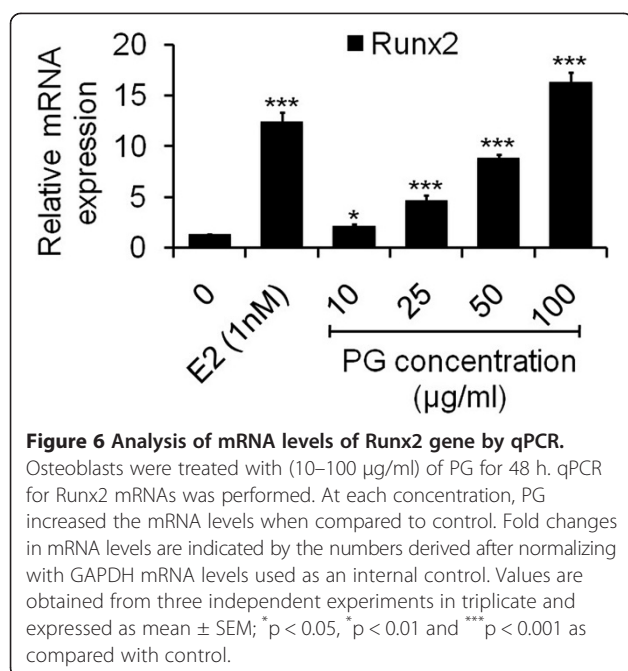 20
15
10
5
0
Relative mRNA
expression
Runx2
***
*
***
***
***
0
E2 (1nM)
10
25
50
100
PG concentration
(µg/ml)
Figure 6 Analysis of mRNA levels of Runx2 gene by qPCR.
Osteoblasts were treated with (10–100 µg/ml) of PG for 48 h. qPCR
for Runx2 mRNAs was performed. At each concentration, PG
increased the mRNA levels when compared to control. Fold changes
in mRNA levels are indicated by the numbers derived after normalizing
with GAPDH mRNA levels used as an internal control. Values are
obtained from three independent experiments in triplicate and
expressed as mean ± SEM; *p < 0.05, *p < 0.01 and ***p < 0.001 as
compared with control.